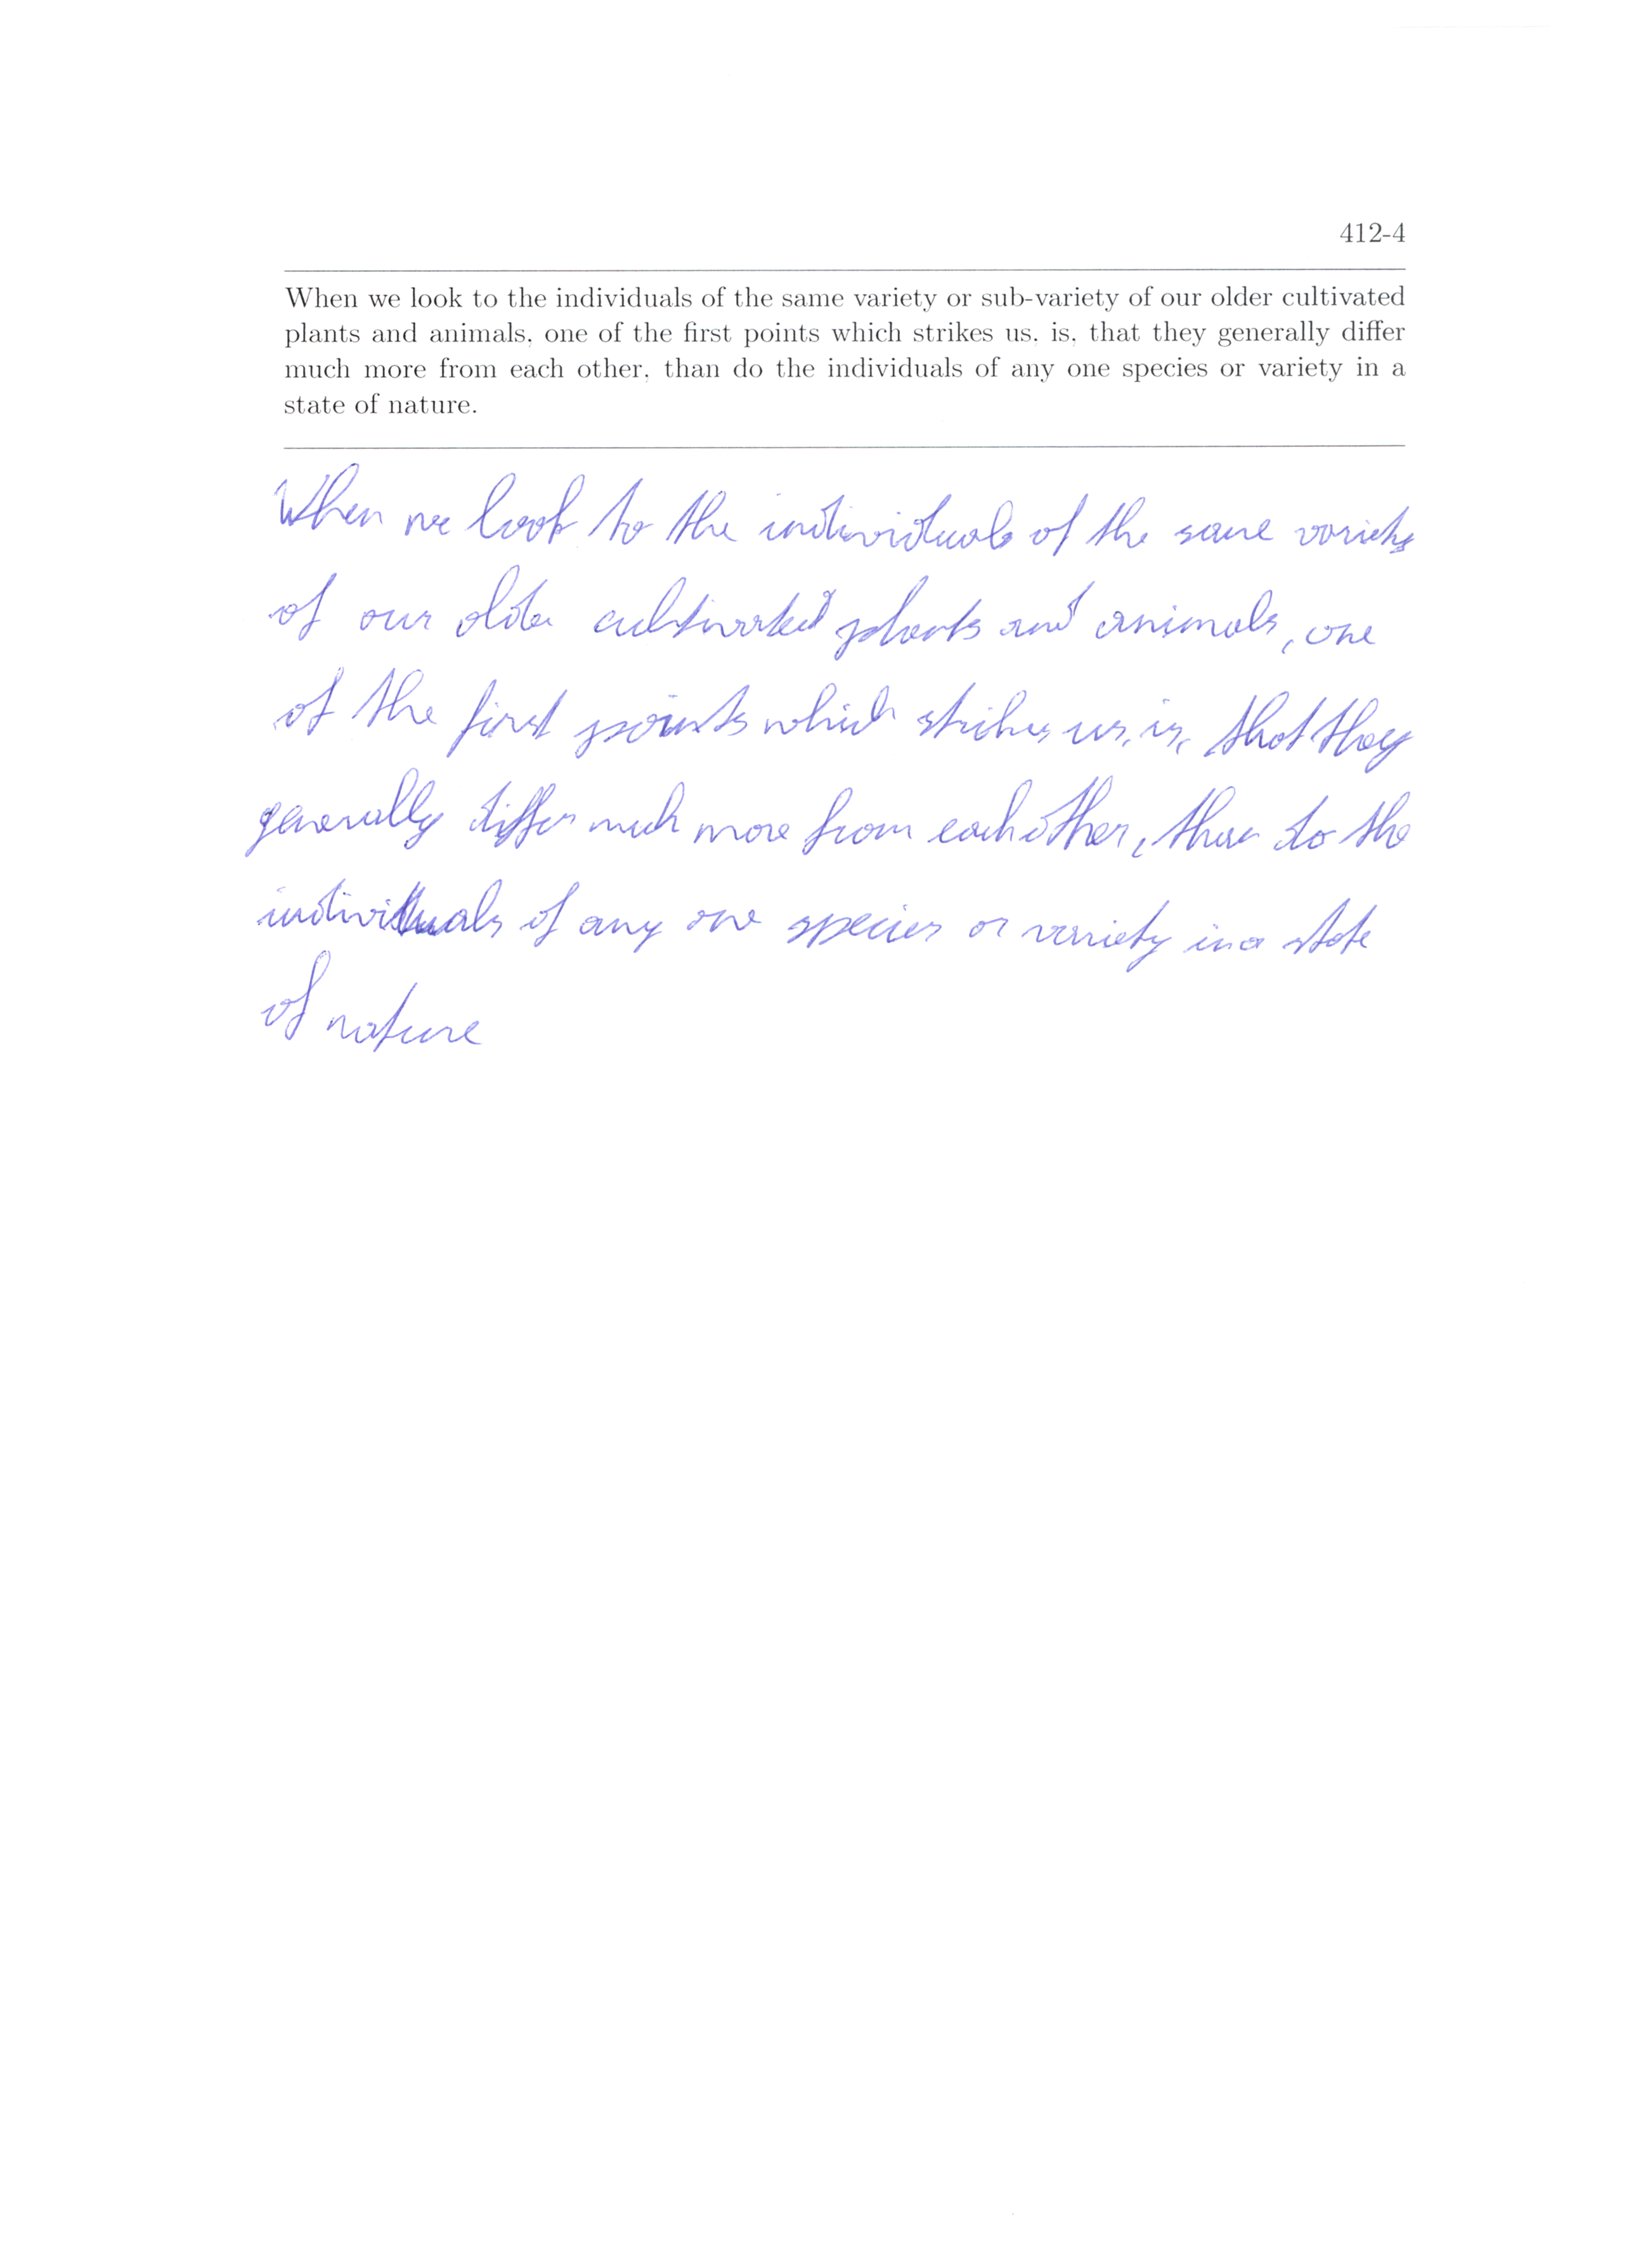 412-4
When we look to the individuals of the same variety or sub-variety of our older cultivated
plants and animals, one of the first points which strikes us, is, that they generally differ
much more from each other, than do the individuals of any one species or variety in a
state of nature.
When we look to the individuals of the same variety
of our older cultivated plants and animals, one
of the first points which strikes us, is, that they
generally differ much more from each other, than do the
individuals of any one species or variety in a state
of nature